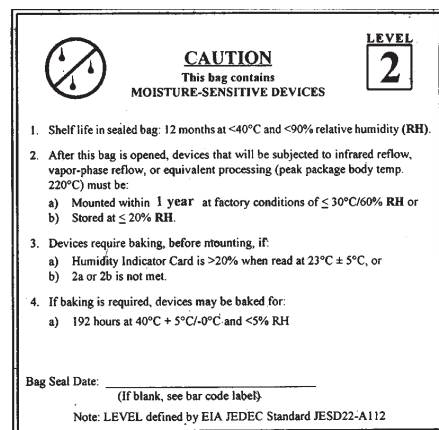 LEVEL
2
CAUTION
This bag contains
MOISTURE-SENSITIVE DEVICES
1. Shelf life in sealed bag: 12 months at <40°C and <90% relative humidity (RH).
2. After this bag is opened, devices that will be subjected to infrared reflow,
vapor-phase reflow, or equivalent processing (peak package body temp.
220°C) must be:
a) Mounted within 1 year at factory conditions of ≤ 30°C/60% RH or
b) Stored at ≤ 20% RH.
3. Devices require baking, before mounting, if:
a) Humidity Indicator Card is >20% when read at 23°C ± 5°C, or
b) 2a or 2b is not met.
4. If baking is required, devices may be baked for:
a) 192 hours at 40°C + 5°C/-0°C and <5% RH
Bag Seal Date:
(If blank, see bar code label)
Note: LEVEL defined by EIA JEDEC Standard JESD22-A112